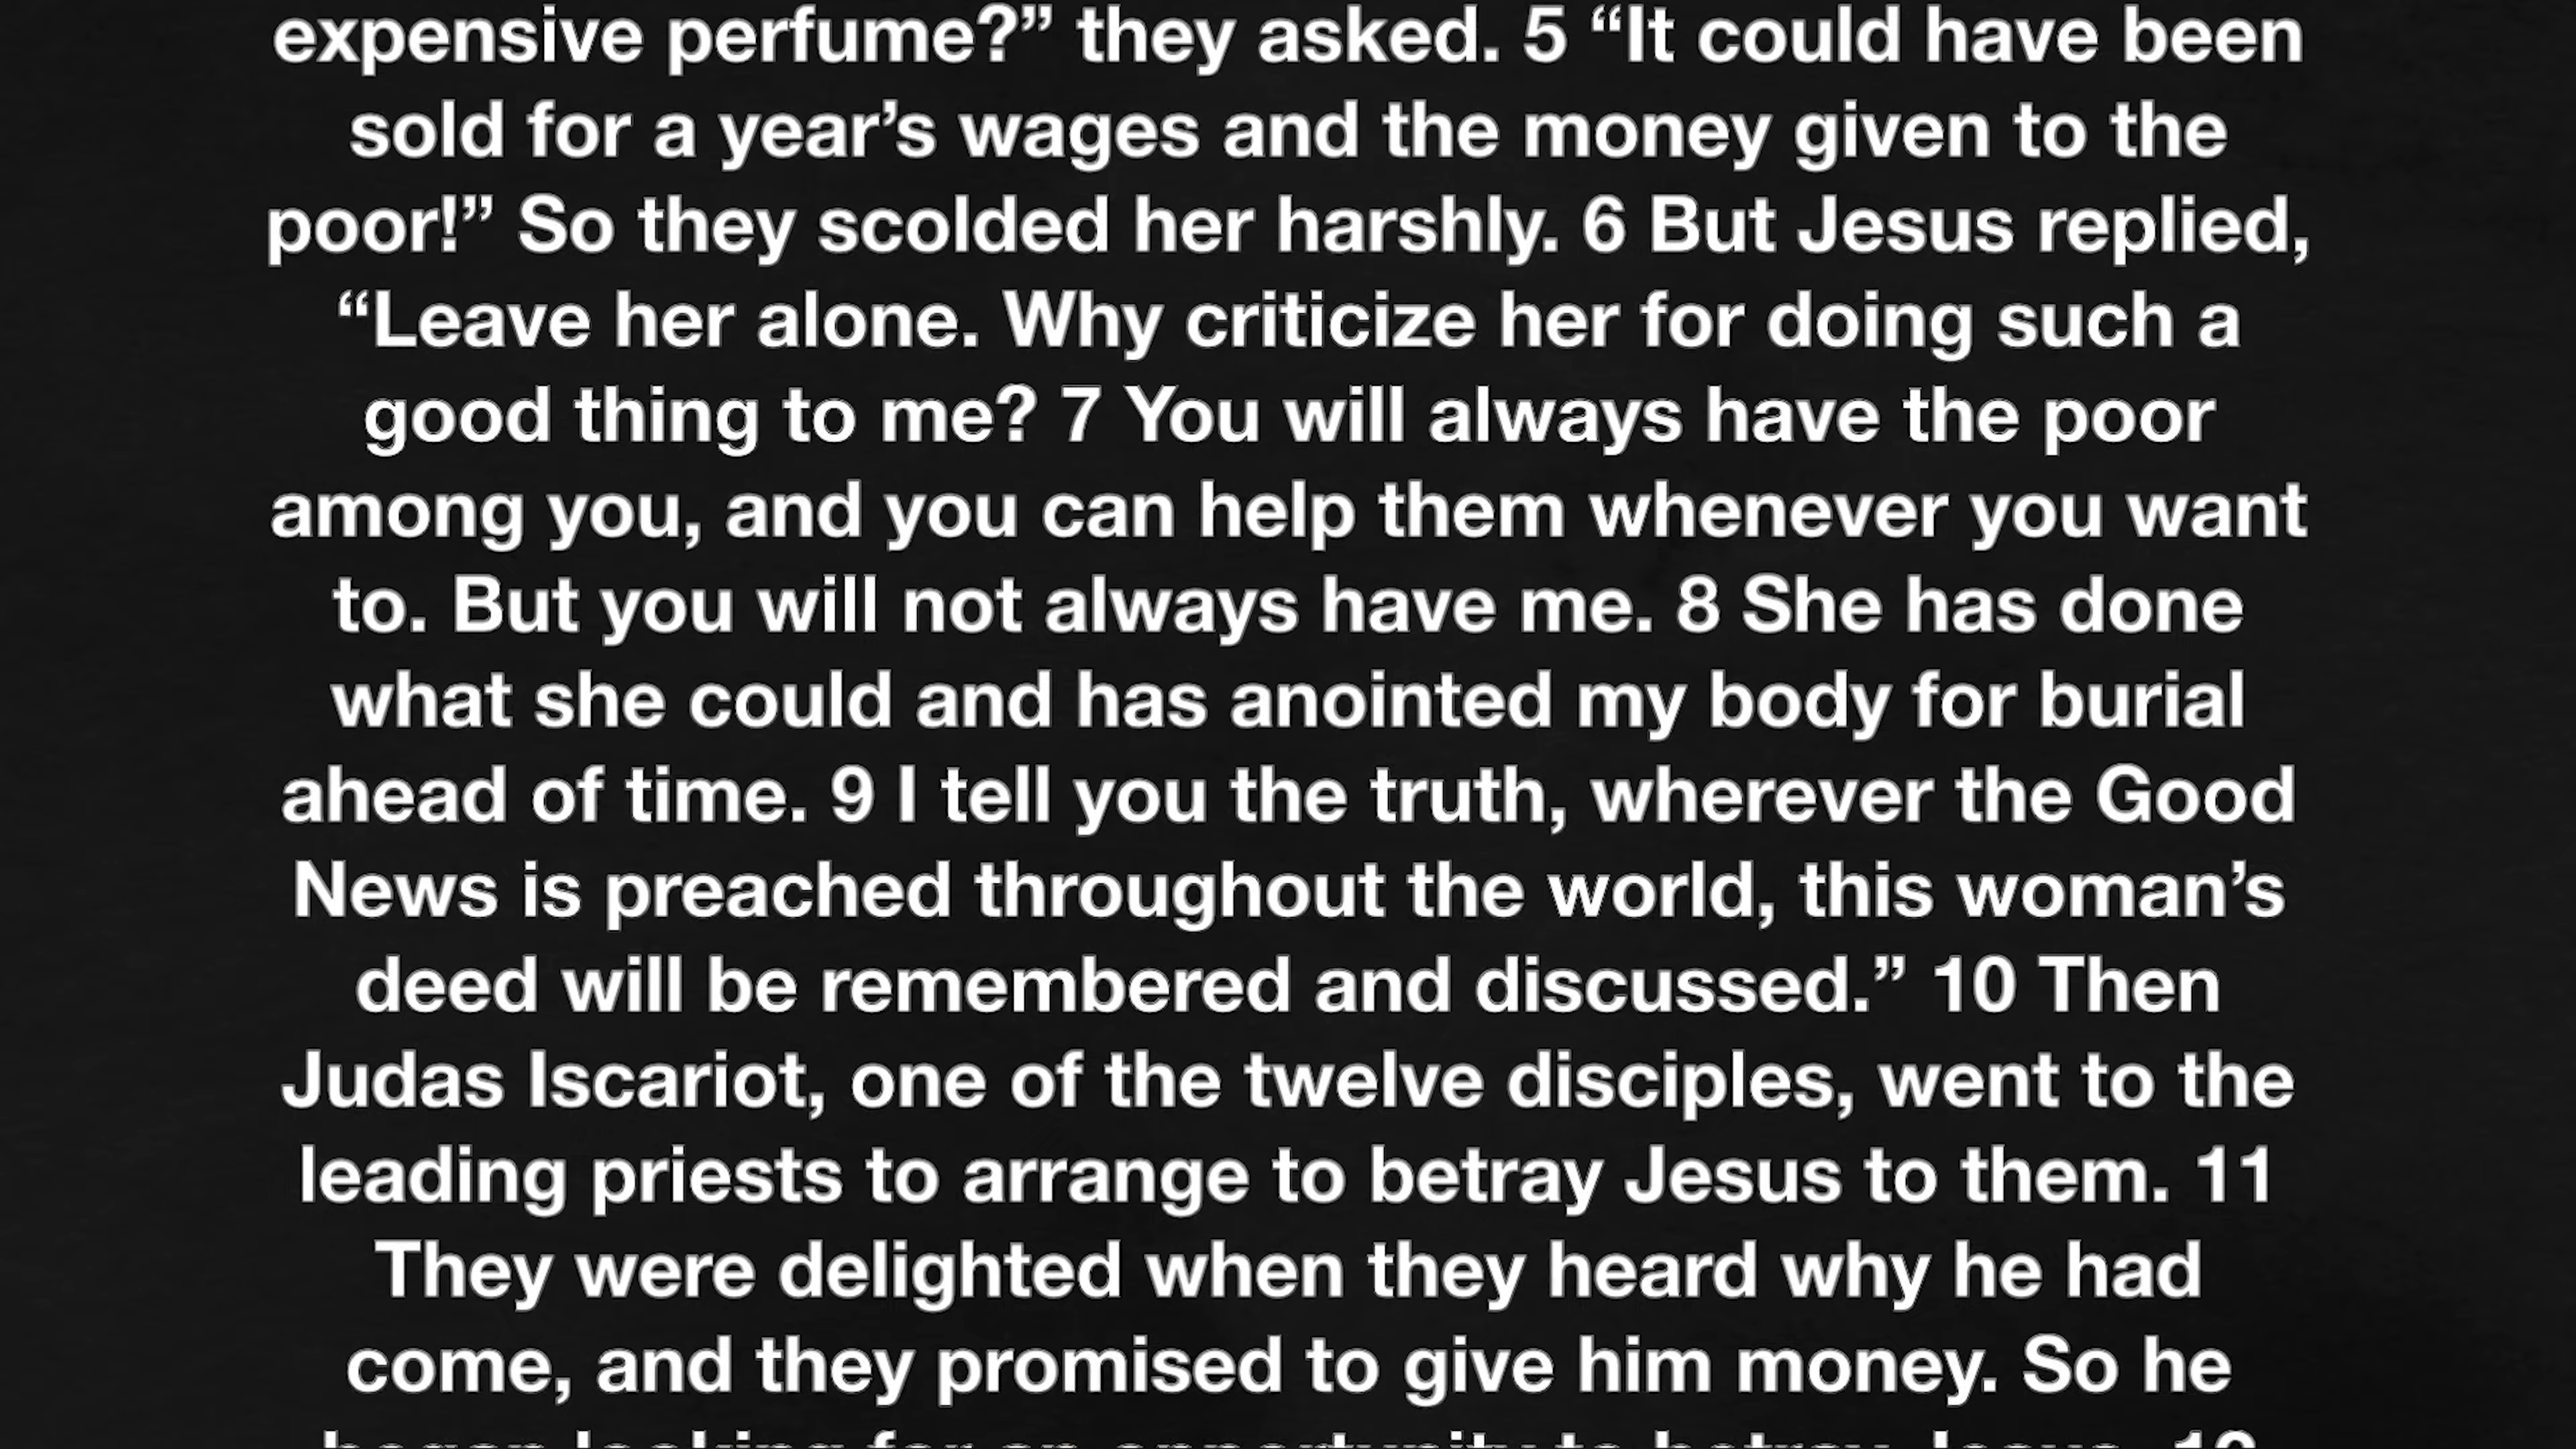 expensive perfume?” they asked. 5 “It could have been
sold for a year’s wages and the money given to the
poor!” So they scolded her harshly. 6 But Jesus replied,
“Leave her alone. Why criticize her for doing such a
good thing to me? 7 You will always have the poor
among you, and you can help them whenever you want
to. But you will not always have me. 8 She has done
what she could and has anointed my body for burial
ahead of time. 9 I tell you the truth, wherever the Good
News is preached throughout the world, this woman’s
deed will be remembered and discussed.” 10 Then
Judas Iscariot, one of the twelve disciples, went to the
leading priests to arrange to betray Jesus to them. 11
They were delighted when they heard why he had
come, and they promised to give him money. So he